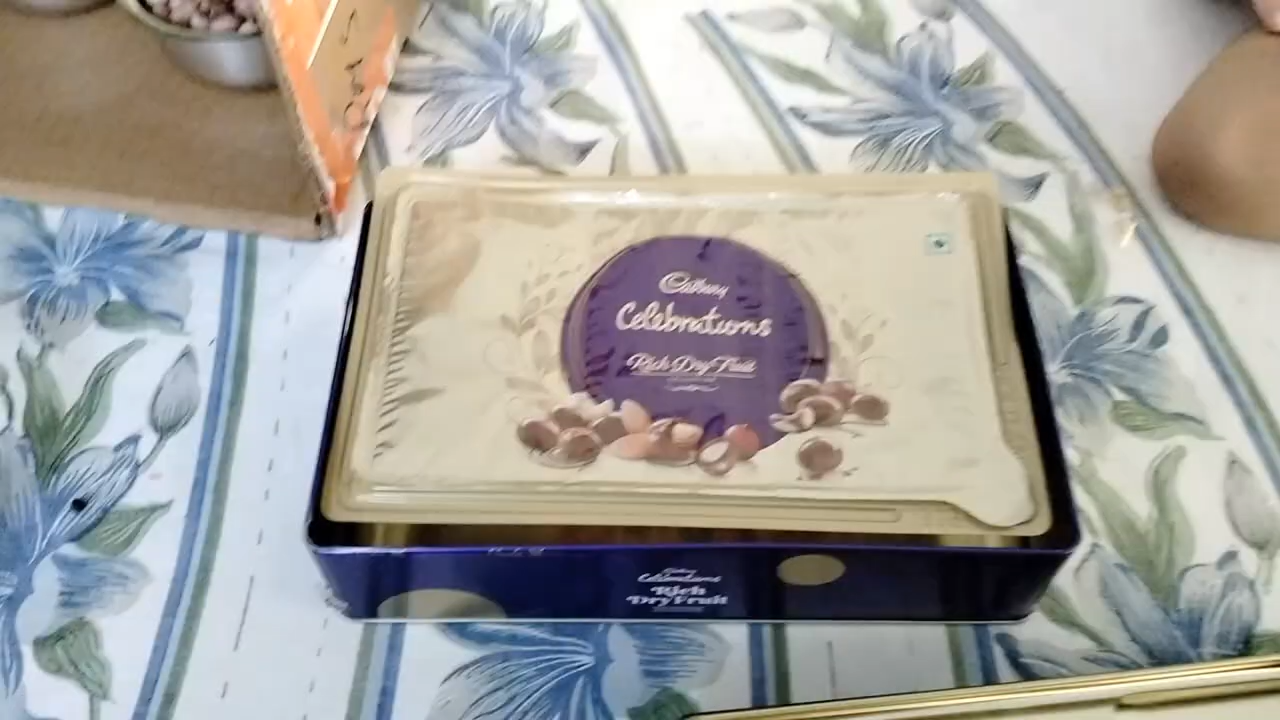 Cadbury
Celebrations
Rich Dry Fruit
Cadbury
Celebrations
Rich
Dry Fruit